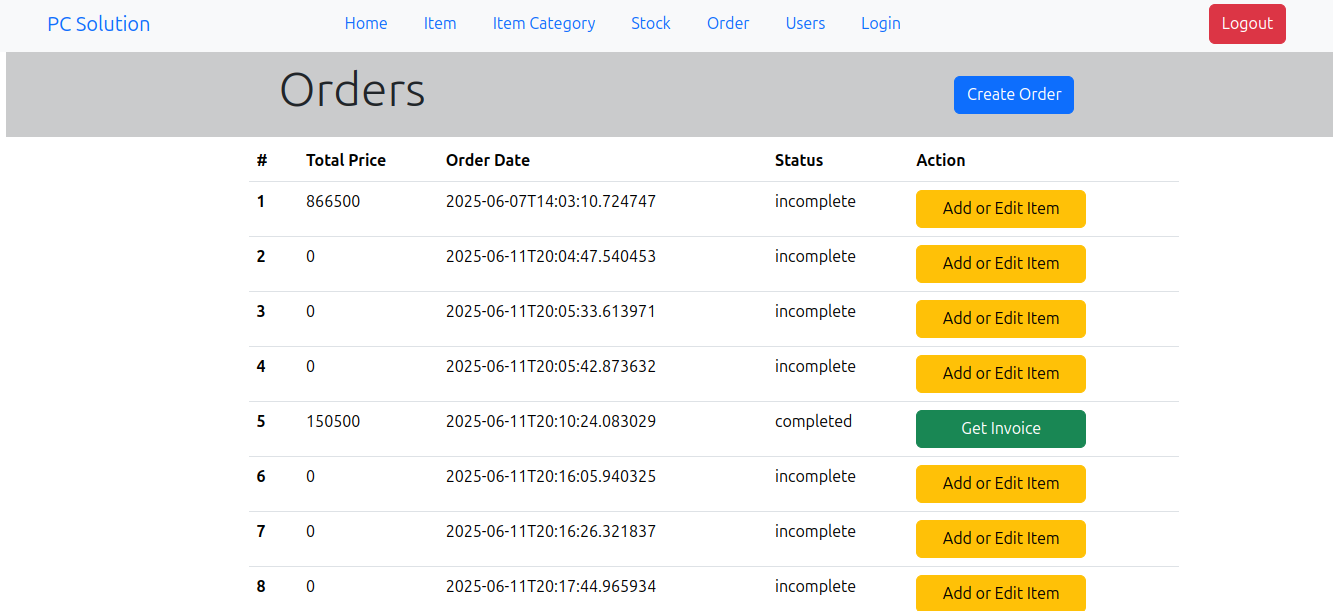 PC Solution Home Item Item Category Stock Order Users Login Logout
Orders Create Order
# Total Price Order Date Status Action
1 866500 2025-06-07T14:03:10.724747 incomplete Add or Edit Item
2 0 2025-06-11T20:04:47.540453 incomplete Add or Edit Item
3 0 2025-06-11T20:05:33.613971 incomplete Add or Edit Item
4 0 2025-06-11T20:05:42.873632 incomplete Add or Edit Item
5 150500 2025-06-11T20:10:24.083029 completed Get Invoice
6 0 2025-06-11T20:16:05.940325 incomplete Add or Edit Item
7 0 2025-06-11T20:16:26.321837 incomplete Add or Edit Item
8 0 2025-06-11T20:17:44.965934 incomplete Add or Edit Item